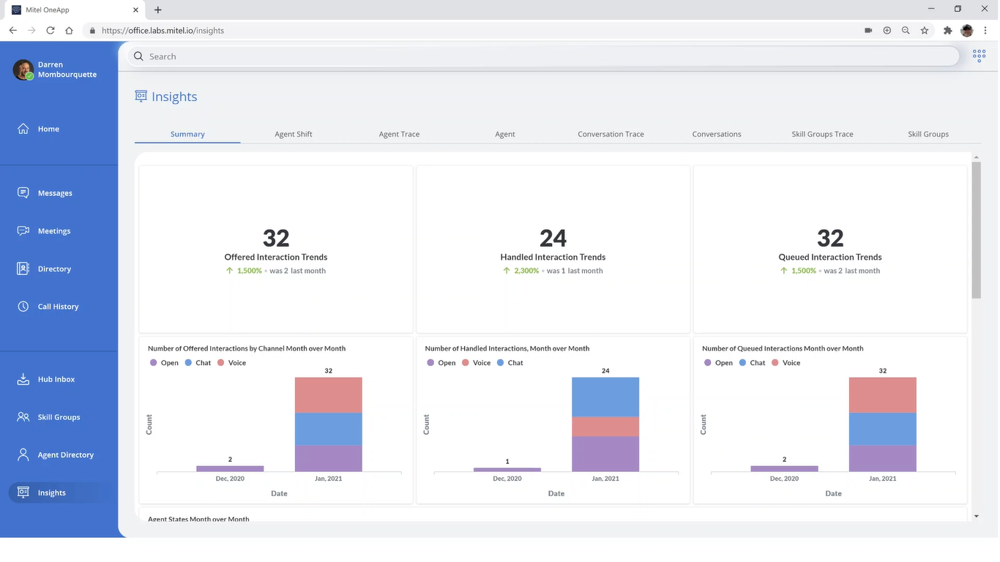 Mitel OneApp
https://office.labs.mitel.io/insights
Darren
Mombourquette
Home
Messages
Meetings
Directory
Call History
Hub Inbox
Skill Groups
Agent Directory
Insights
Search
Insights
Summary
Agent Shift
Agent Trace
Agent
Conversation Trace
Conversations
Skill Groups Trace
Skill Groups
32
Offered Interaction Trends
1,500% • was 2 last month
24
Handled Interaction Trends
2,300% • was 1 last month
32
Queued Interaction Trends
1,500% • was 2 last month
Number of Offered Interactions by Channel Month over Month
Open Chat Voice
32
Count
2
Dec, 2020 Jan, 2021
Date
Number of Handled Interactions, Month over Month
Open Voice Chat
24
Count
1
Dec, 2020 Jan, 2021
Date
Number of Queued Interactions Month over Month
Open Chat Voice
32
Count
2
Dec, 2020 Jan, 2021
Date
Agent States Month over Month